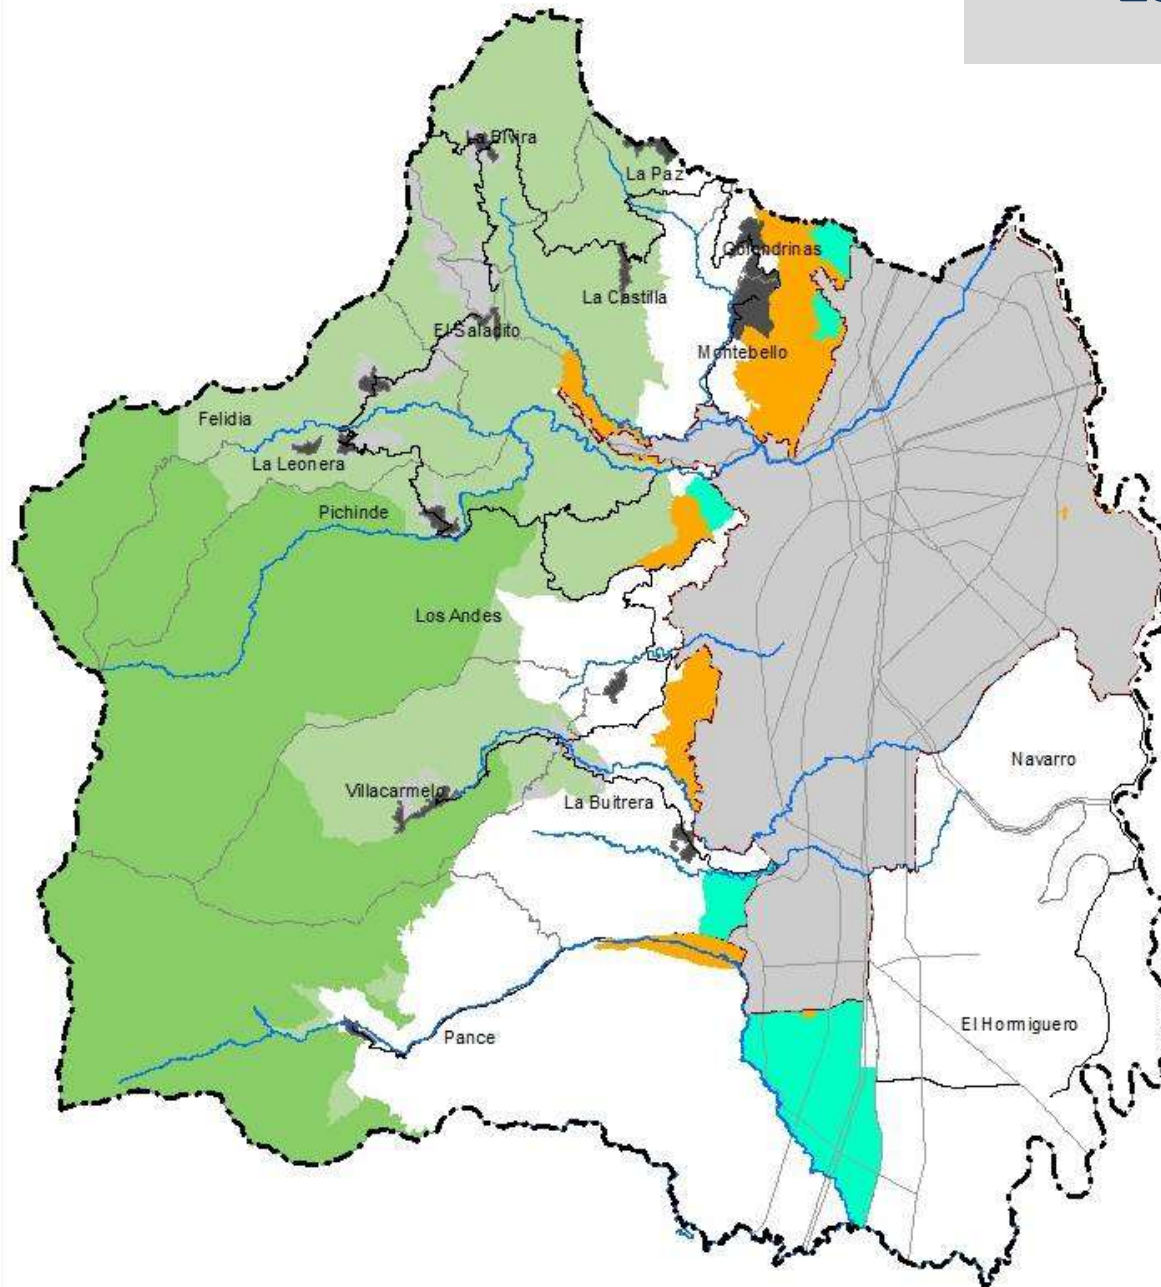 La Elvira
La Paz
Golondrinas
La Castilla
El Saladito
Montebello
Felidia
La Leonera
Pichinde
Los Andes
Navarro
Villacarmelo
La Buitrera
El Hormiguero
Pance